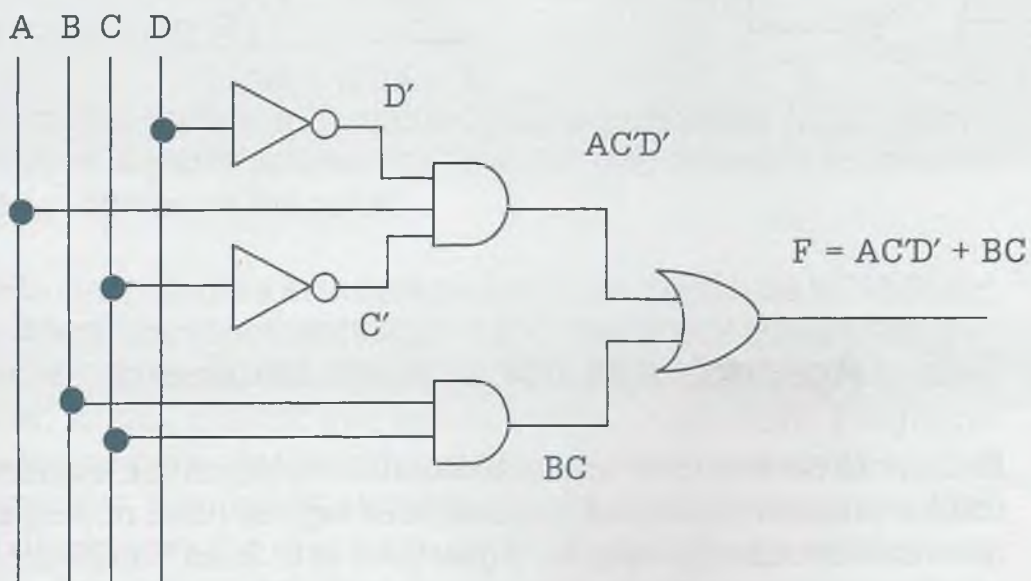 A B C D
D′
AC′D′
F = AC′D′ + BC
C′
BC